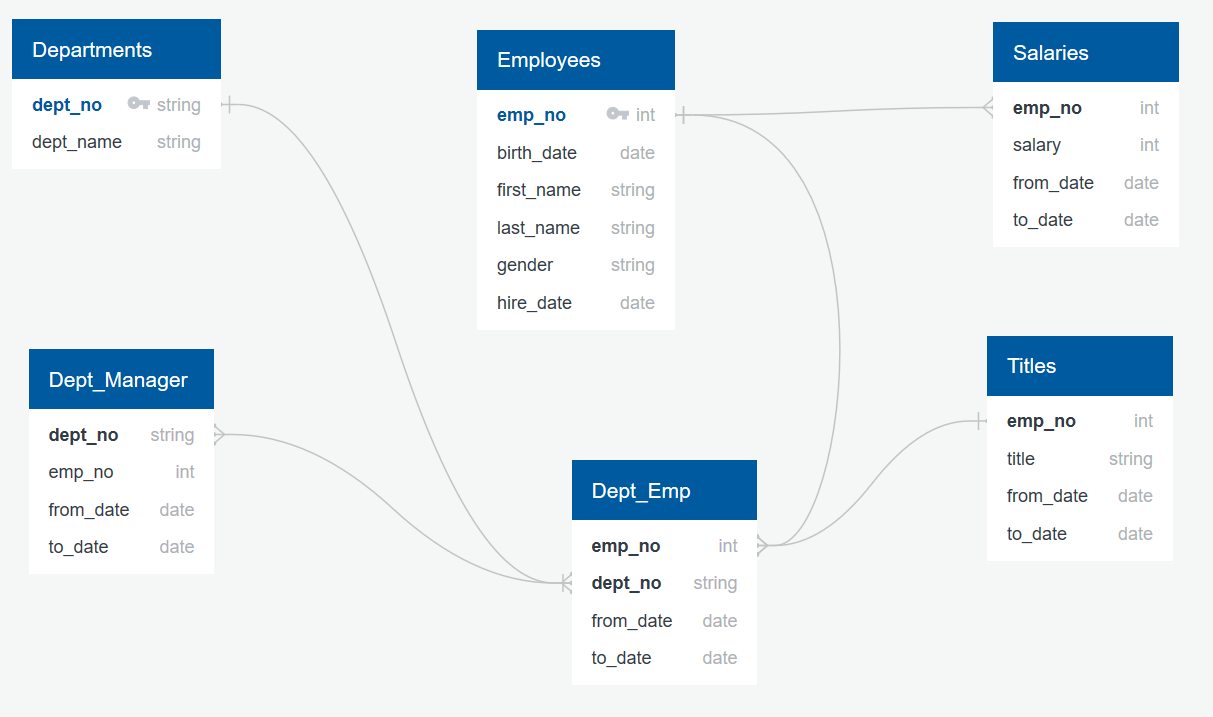 Departments
dept_no string
dept_name string
Employees
emp_no int
birth_date date
first_name string
last_name string
gender string
hire_date date
Salaries
emp_no int
salary int
from_date date
to_date date
Dept_Manager
dept_no string
emp_no int
from_date date
to_date date
Dept_Emp
emp_no int
dept_no string
from_date date
to_date date
Titles
emp_no int
title string
from_date date
to_date date